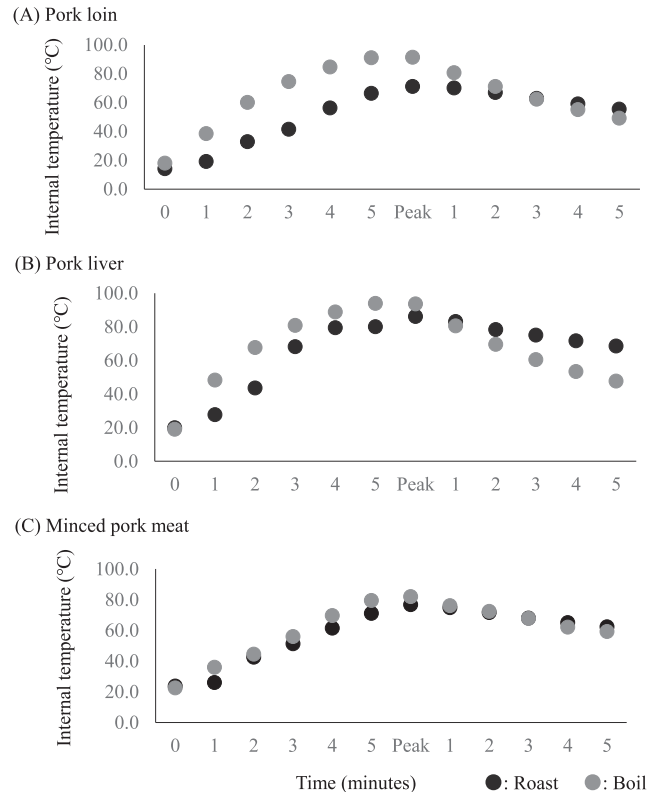 (A) Pork loin
Internal temperature (℃)
100.0
80.0
60.0
40.0
20.0
0.0
0 1 2 3 4 5 Peak 1 2 3 4 5
(B) Pork liver
Internal temperature (℃)
100.0
80.0
60.0
40.0
20.0
0.0
0 1 2 3 4 5 Peak 1 2 3 4 5
(C) Minced pork meat
Internal temperature (℃)
100.0
80.0
60.0
40.0
20.0
0.0
0 1 2 3 4 5 Peak 1 2 3 4 5
Time (minutes) : Roast : Boil